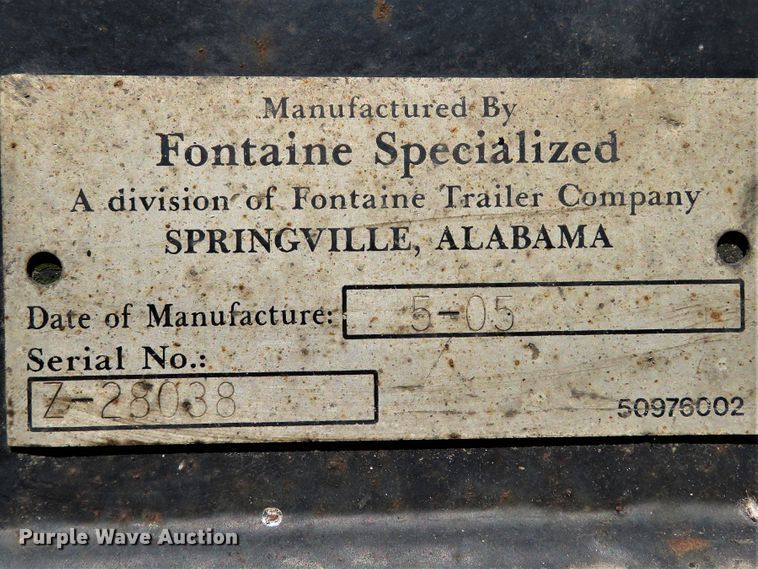 Manufactured By
Fontaine Specialized
A division of Fontaine Trailer Company
SPRINGVILLE, ALABAMA
Date of Manufacture: 5-05
Serial No.:
Z-28038
50976002
Purple Wave Auction